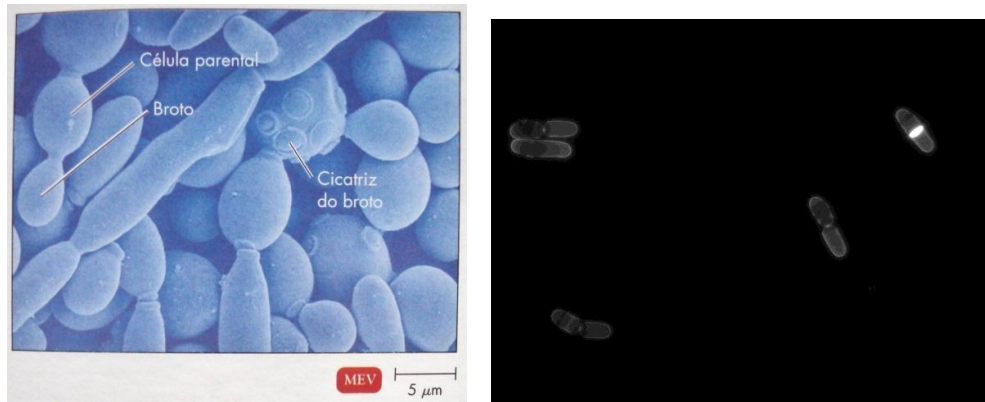 Célula parental
Broto
Cicatriz
do broto
MEV
5 μm